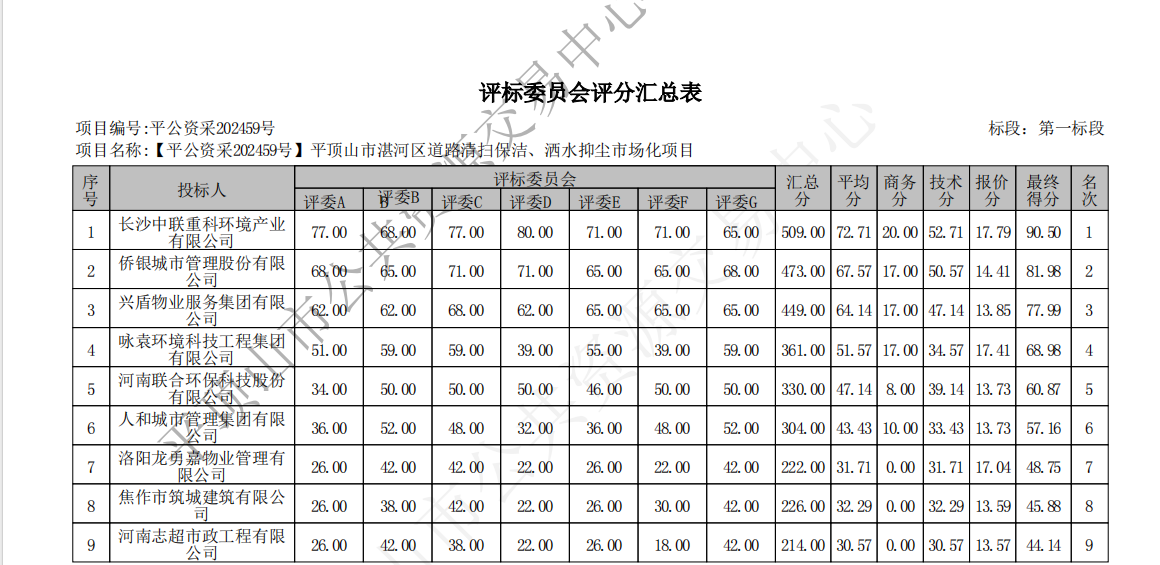 评标委员会评分汇总表
项目编号:平公资采202459号
标段：第一标段
项目名称:【平公资采202459号】平顶山市湛河区道路清扫保洁、洒水抑尘市场化项目
序号 投标人 评标委员会 汇总分 平均分 商务分 技术分 报价分 最终得分 名次
评委A 评委B 评委C 评委D 评委E 评委F 评委G
1 长沙中联重科环境产业有限公司 77.00 68.00 77.00 80.00 71.00 71.00 65.00 509.00 72.71 20.00 52.71 17.79 90.50 1
2 侨银城市管理股份有限公司 68.00 65.00 71.00 71.00 65.00 65.00 68.00 473.00 67.57 17.00 50.57 14.41 81.98 2
3 兴盾物业服务集团有限公司 62.00 62.00 68.00 62.00 65.00 65.00 65.00 449.00 64.14 17.00 47.14 13.85 77.99 3
4 咏袁环境科技工程集团有限公司 51.00 59.00 59.00 39.00 55.00 39.00 59.00 361.00 51.57 17.00 34.57 17.41 68.98 4
5 河南联合环保科技股份有限公司 34.00 50.00 50.00 50.00 46.00 50.00 50.00 330.00 47.14 8.00 39.14 13.73 60.87 5
6 人和城市管理集团有限公司 36.00 52.00 48.00 32.00 36.00 48.00 52.00 304.00 43.43 10.00 33.43 13.73 57.16 6
7 洛阳龙勇嘉物业管理有限公司 26.00 42.00 42.00 22.00 26.00 22.00 42.00 222.00 31.71 0.00 31.71 17.04 48.75 7
8 焦作市筑城建筑有限公司 26.00 38.00 42.00 22.00 26.00 30.00 42.00 226.00 32.29 0.00 32.29 13.59 45.88 8
9 河南志超市政工程有限公司 26.00 42.00 38.00 22.00 26.00 18.00 42.00 214.00 30.57 0.00 30.57 13.57 44.14 9
平顶山市公共资源交易中心
山市公共资源交易中心